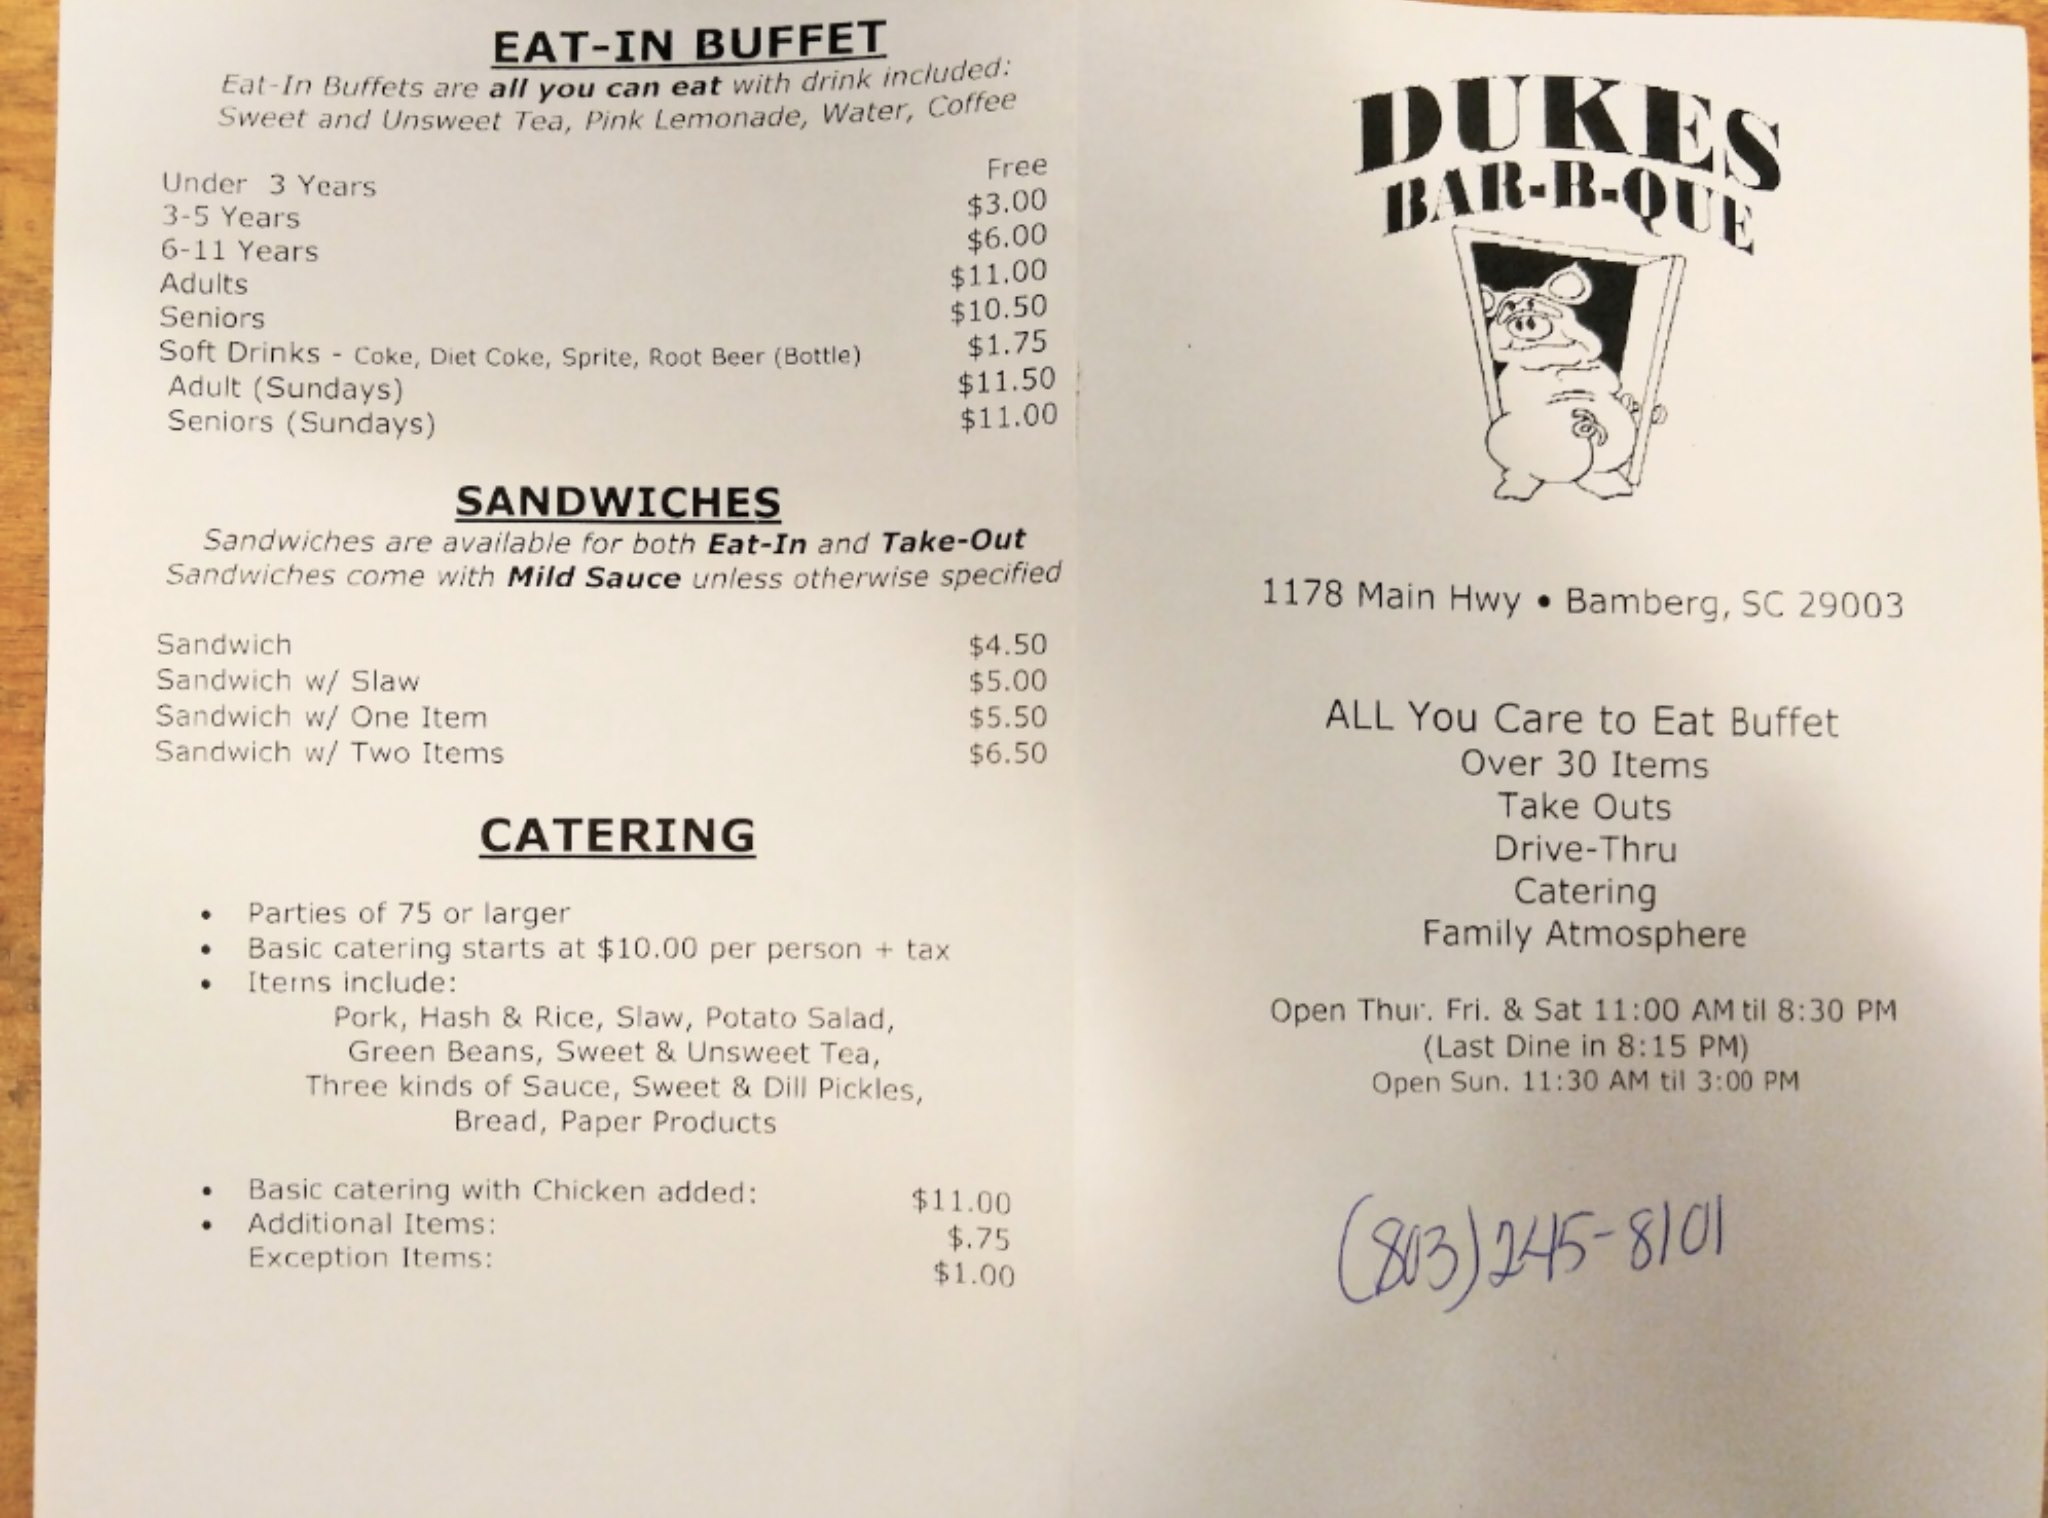 EAT-IN BUFFET
Eat-In Buffets are all you can eat with drink included:
Sweet and Unsweet Tea, Pink Lemonade, Water, Coffee
Under 3 Years Free
3-5 Years $3.00
6-11 Years $6.00
Adults $11.00
Seniors $10.50
Soft Drinks - Coke, Diet Coke, Sprite, Root Beer (Bottle) $1.75
Adult (Sundays) $11.50
Seniors (Sundays) $11.00
SANDWICHES
Sandwiches are available for both Eat-In and Take-Out
Sandwiches come with Mild Sauce unless otherwise specified
Sandwich $4.50
Sandwich w/ Slaw $5.00
Sandwich w/ One Item $5.50
Sandwich w/ Two Items $6.50
CATERING
• Parties of 75 or larger
• Basic catering starts at $10.00 per person + tax
• Items include:
Pork, Hash & Rice, Slaw, Potato Salad,
Green Beans, Sweet & Unsweet Tea,
Three kinds of Sauce, Sweet & Dill Pickles,
Bread, Paper Products
• Basic catering with Chicken added: $11.00
• Additional Items: $.75
Exception Items: $1.00
DUKES
BAR-B-QUE
1178 Main Hwy • Bamberg, SC 29003
ALL You Care to Eat Buffet
Over 30 Items
Take Outs
Drive-Thru
Catering
Family Atmosphere
Open Thur. Fri. & Sat 11:00 AM til 8:30 PM
(Last Dine in 8:15 PM)
Open Sun. 11:30 AM til 3:00 PM
(803)245-8101